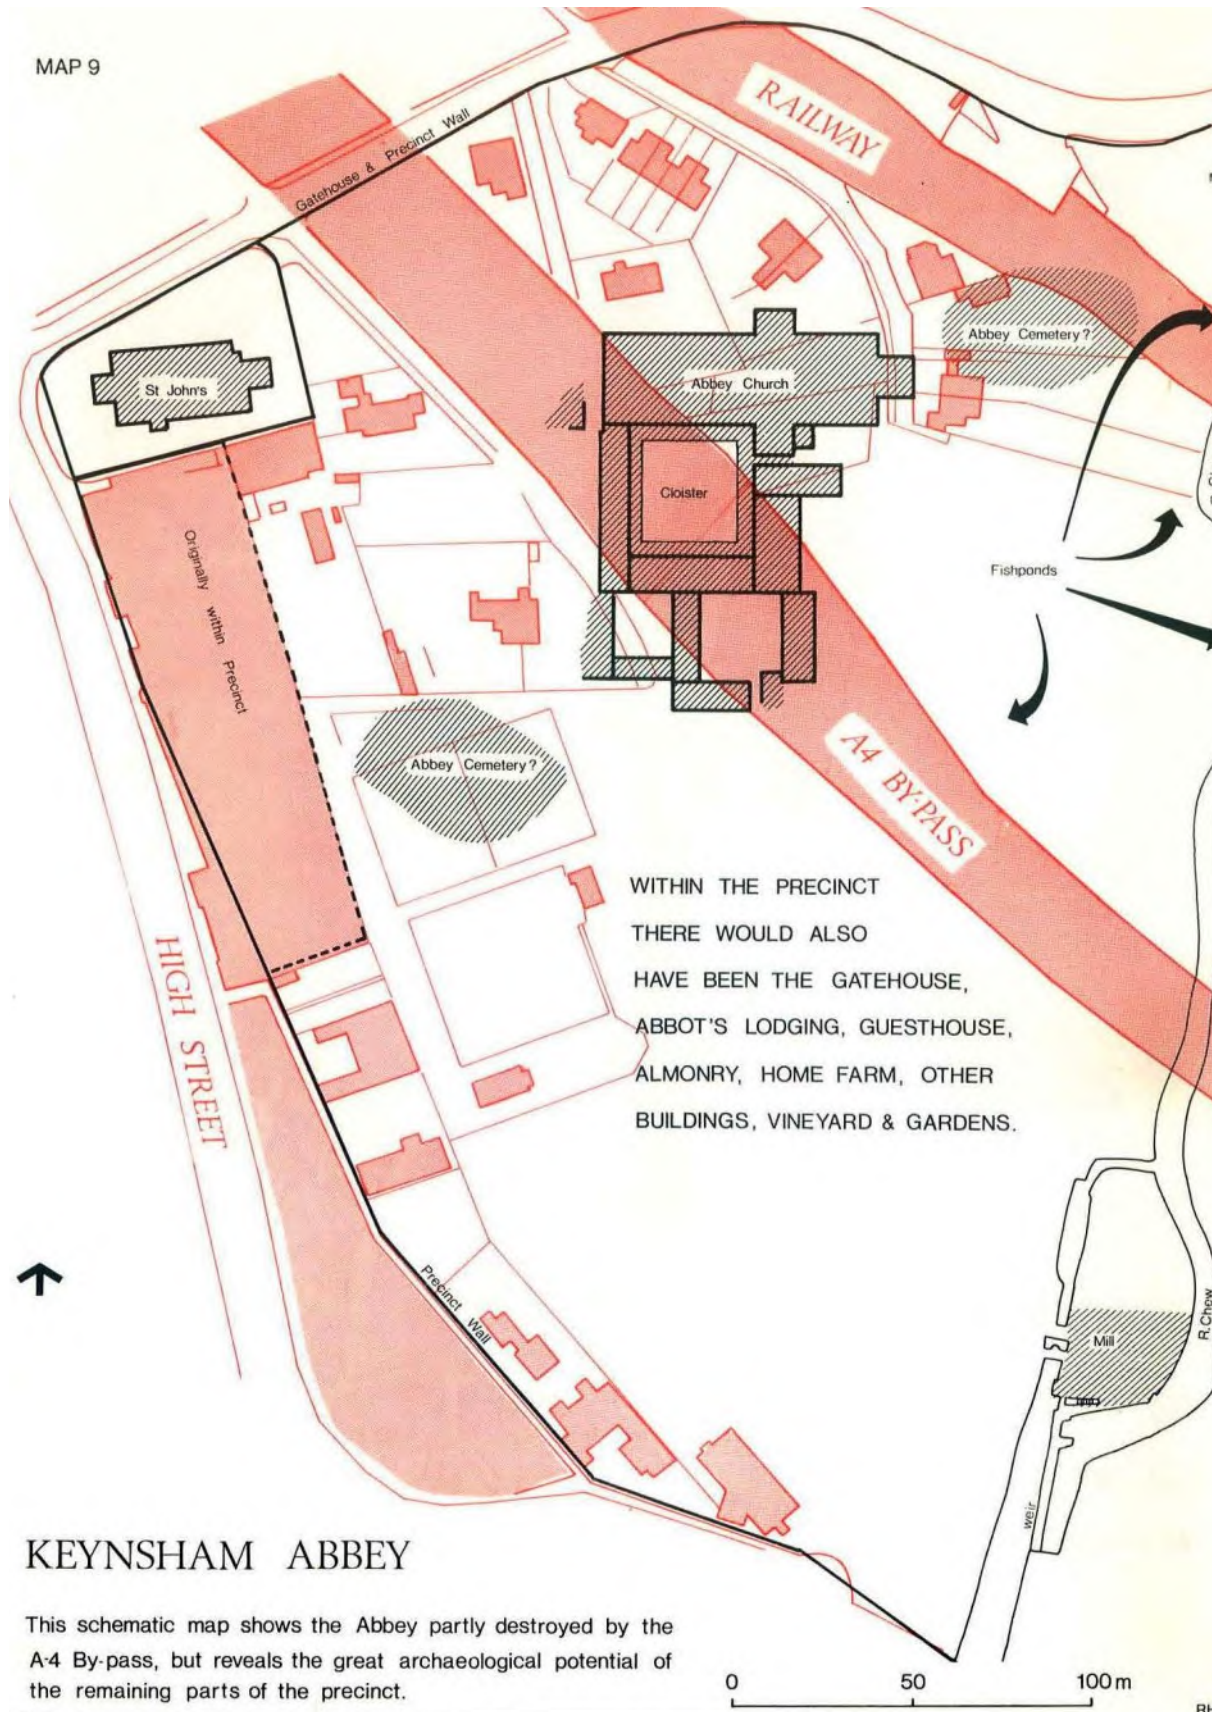 MAP 9
RAILWAY
Gatehouse & Precinct Wall
Abbey Cemetery?
St John's
Abbey Church
Cloister
Fishponds
Originally within Precinct
Abbey Cemetery?
A4 BY-PASS
WITHIN THE PRECINCT
THERE WOULD ALSO
HAVE BEEN THE GATEHOUSE,
ABBOT'S LODGING, GUESTHOUSE,
ALMONRY, HOME FARM, OTHER
BUILDINGS, VINEYARD & GARDENS.
HIGH STREET
Precinct Wall
R. Chew
Mill
weir
KEYNSHAM ABBEY
This schematic map shows the Abbey partly destroyed by the
A-4 By-pass, but reveals the great archaeological potential of
the remaining parts of the precinct.
0 50 100 m